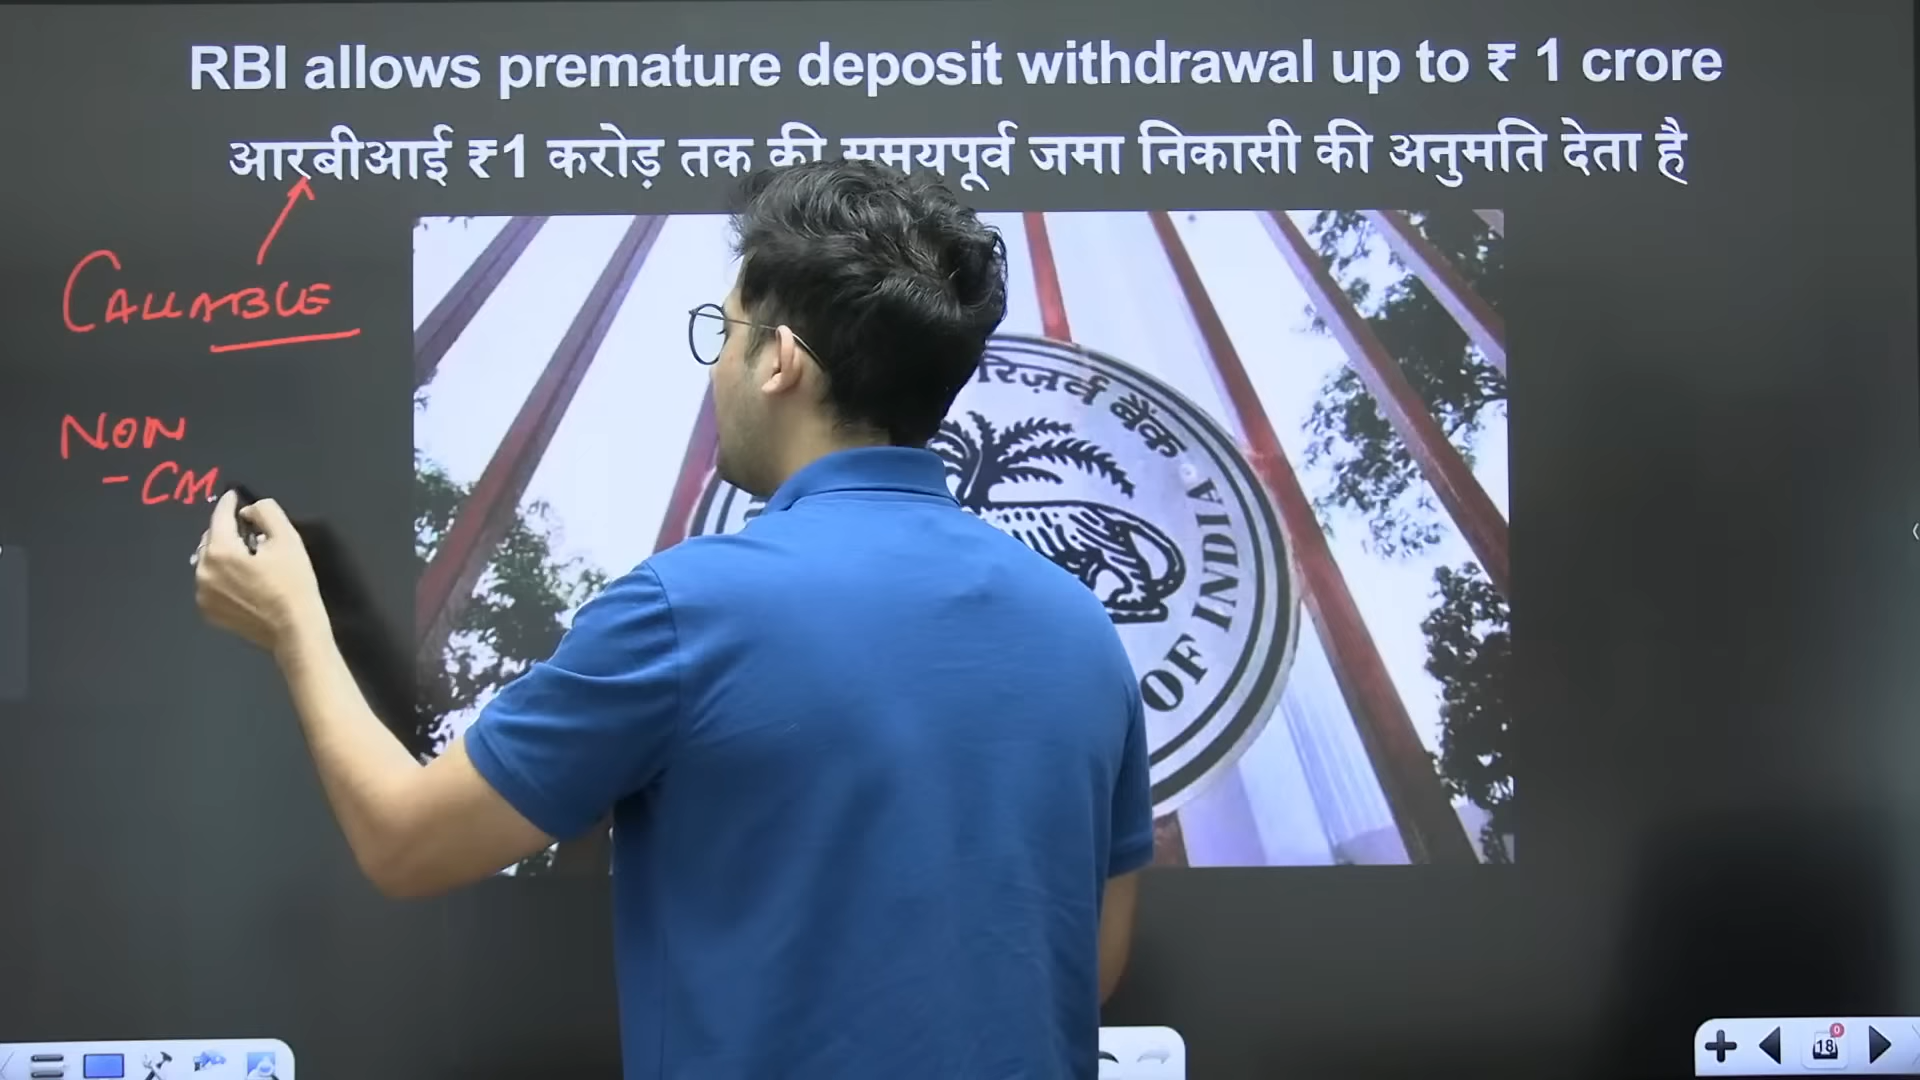 RBI allows premature deposit withdrawal up to ₹ 1 crore
आरबीआई ₹1 करोड़ तक की समयपूर्व जमा निकासी की अनुमति देता है
CALLABLE
NON
- CAL
रिज़र्व बैंक
OF INDIA
18
0